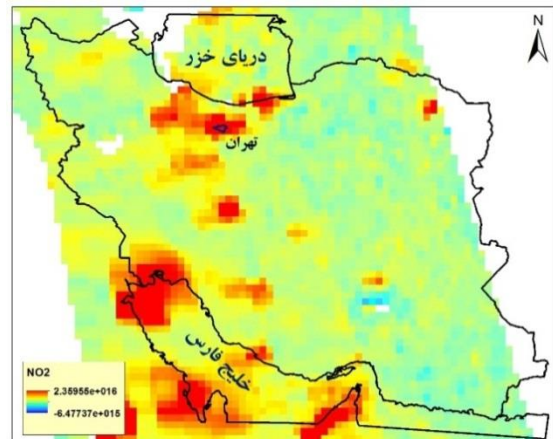 N
دریای خزر
تهران
خلیج فارس
NO2
2.35955e+016
-6.47737e+015